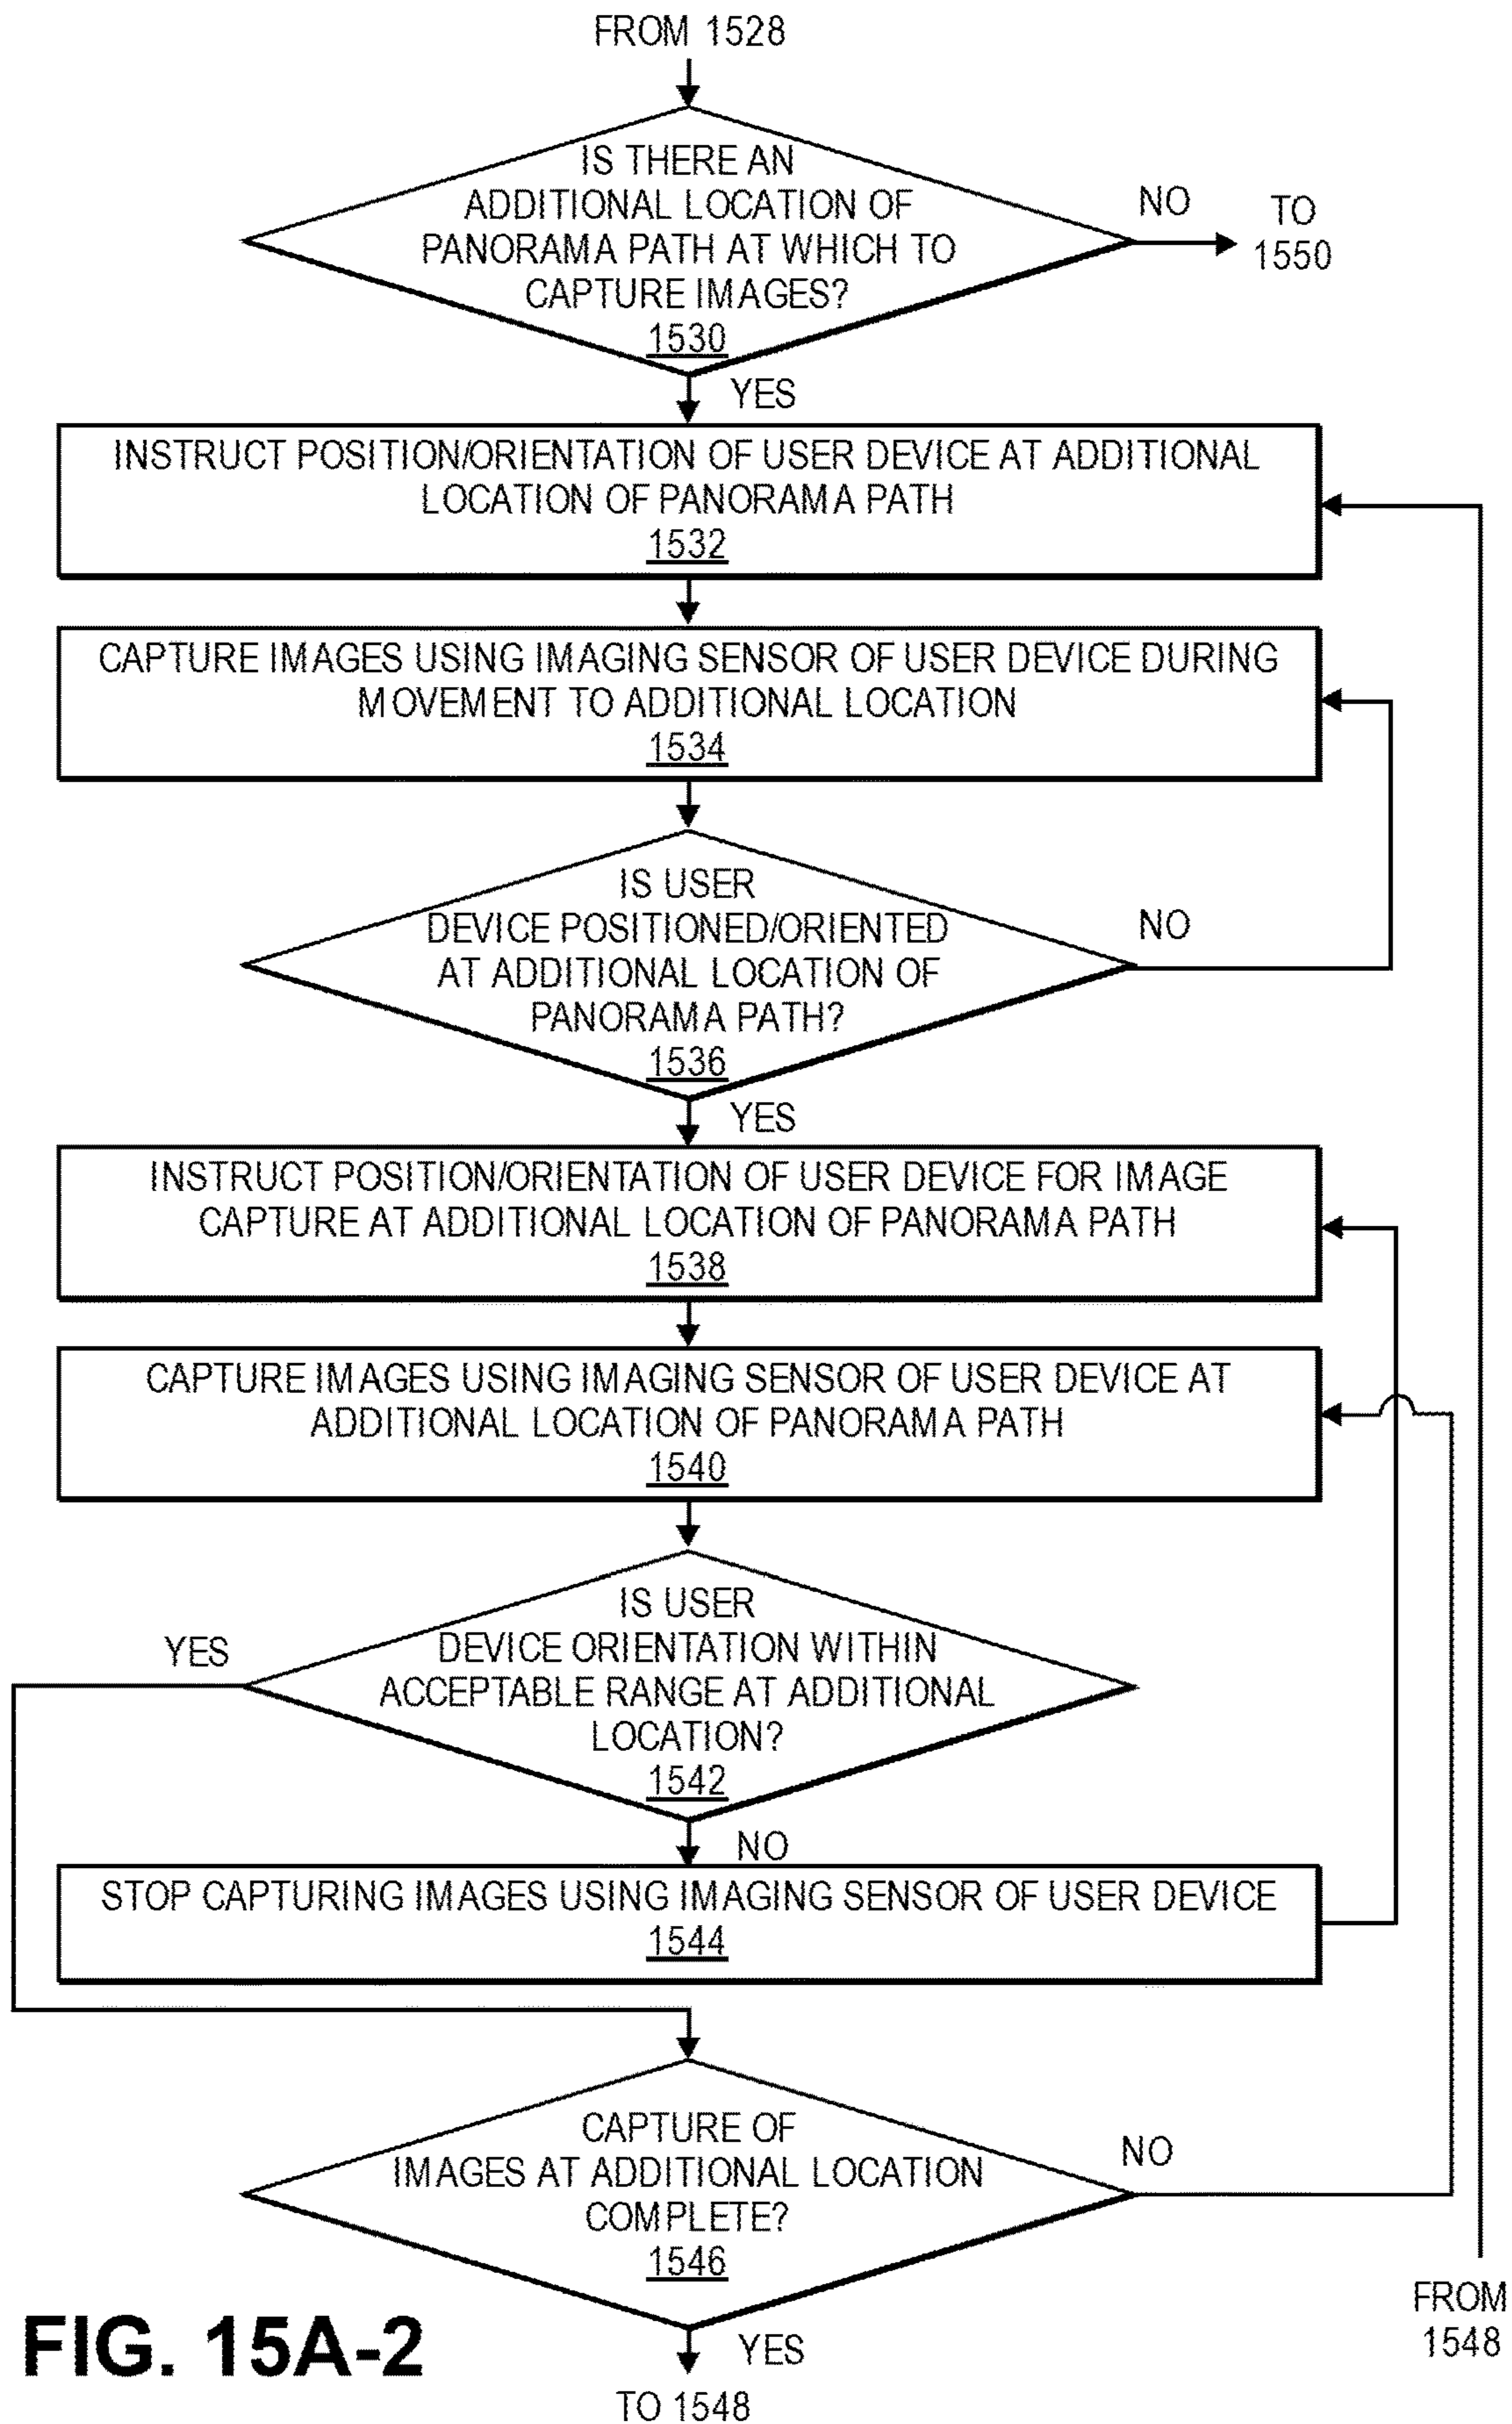 FROM 1528
IS THERE AN
ADDITIONAL LOCATION OF
PANORAMA PATH AT WHICH TO
CAPTURE IMAGES?
1530
NO
TO
1550
YES
INSTRUCT POSITION/ORIENTATION OF USER DEVICE AT ADDITIONAL
LOCATION OF PANORAMA PATH
1532
CAPTURE IMAGES USING IMAGING SENSOR OF USER DEVICE DURING
MOVEMENT TO ADDITIONAL LOCATION
1534
IS USER
DEVICE POSITIONED/ORIENTED
AT ADDITIONAL LOCATION OF
PANORAMA PATH?
1536
NO
YES
INSTRUCT POSITION/ORIENTATION OF USER DEVICE FOR IMAGE
CAPTURE AT ADDITIONAL LOCATION OF PANORAMA PATH
1538
CAPTURE IMAGES USING IMAGING SENSOR OF USER DEVICE AT
ADDITIONAL LOCATION OF PANORAMA PATH
1540
IS USER
DEVICE ORIENTATION WITHIN
ACCEPTABLE RANGE AT ADDITIONAL
LOCATION?
1542
YES
NO
STOP CAPTURING IMAGES USING IMAGING SENSOR OF USER DEVICE
1544
CAPTURE OF
IMAGES AT ADDITIONAL LOCATION
COMPLETE?
1546
NO
YES
TO 1548
FROM
1548
FIG. 15A-2